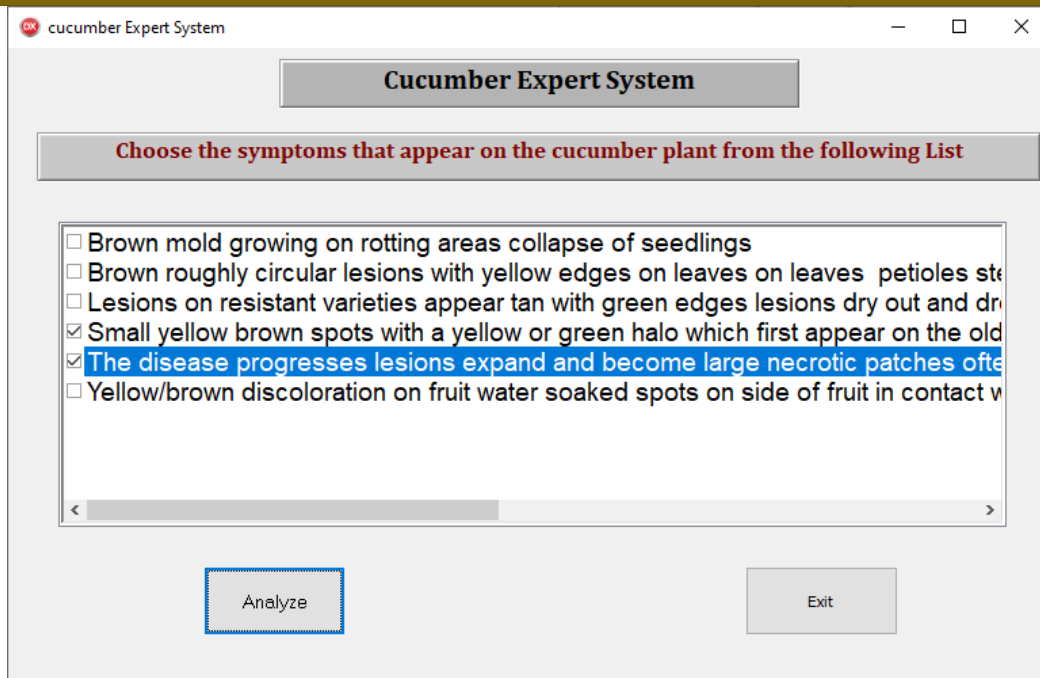 DX cucumber Expert System
Cucumber Expert System
Choose the symptoms that appear on the cucumber plant from the following List
Brown mold growing on rotting areas collapse of seedlings
Brown roughly circular lesions with yellow edges on leaves on leaves petioles ste
Lesions on resistant varieties appear tan with green edges lesions dry out and dr
Small yellow brown spots with a yellow or green halo which first appear on the old
The disease progresses lesions expand and become large necrotic patches ofte
Yellow/brown discoloration on fruit water soaked spots on side of fruit in contact w
Analyze
Exit